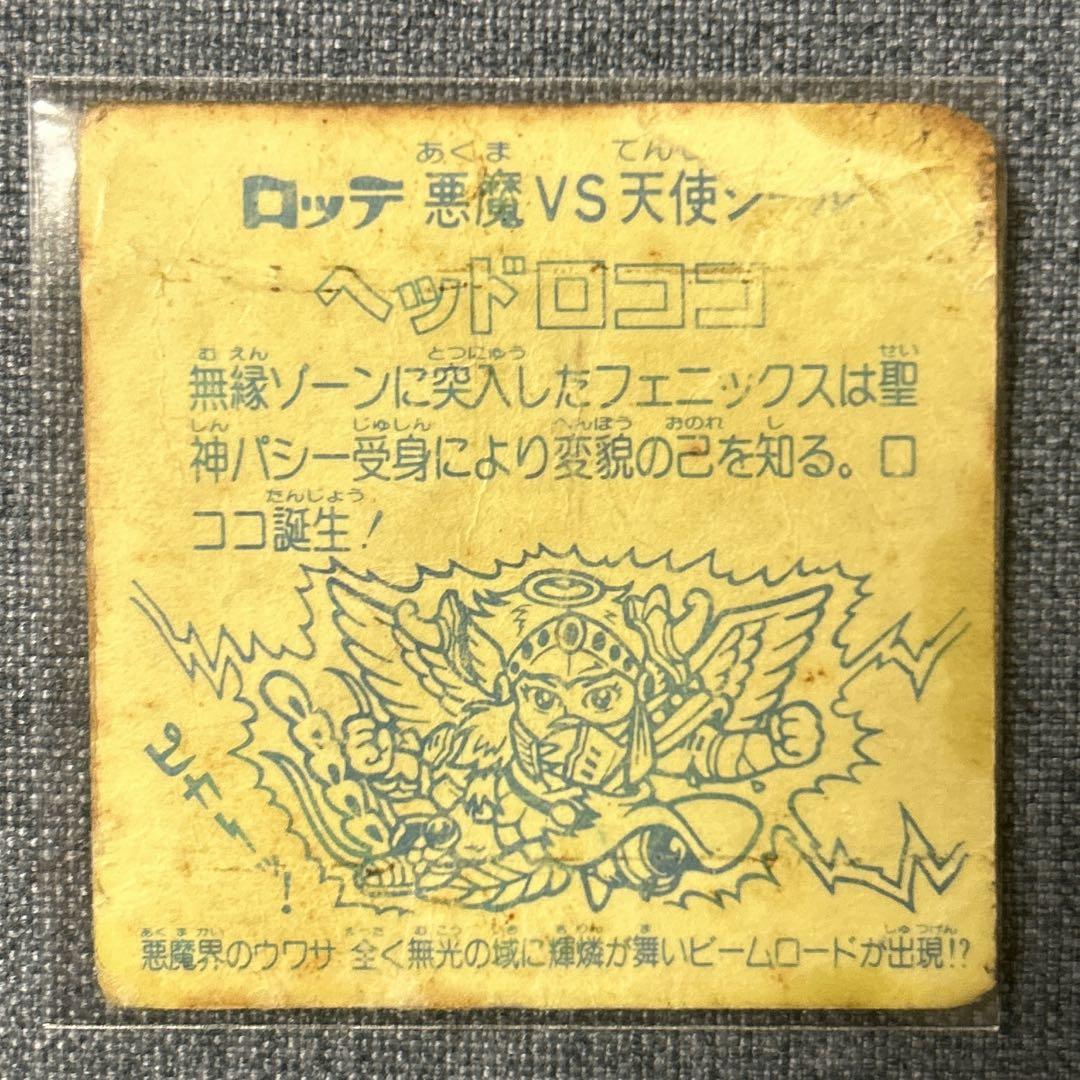 ロッテ 悪魔VS天使シール
ヘッドロココ
無縁ゾーンに突入したフェニックスは聖
神パシー受身により変貌の己を知る。ロ
ココ誕生!
ピカーッ!
悪魔界のウワサ 全く無光の域に輝燐が舞いビームロードが出現!?